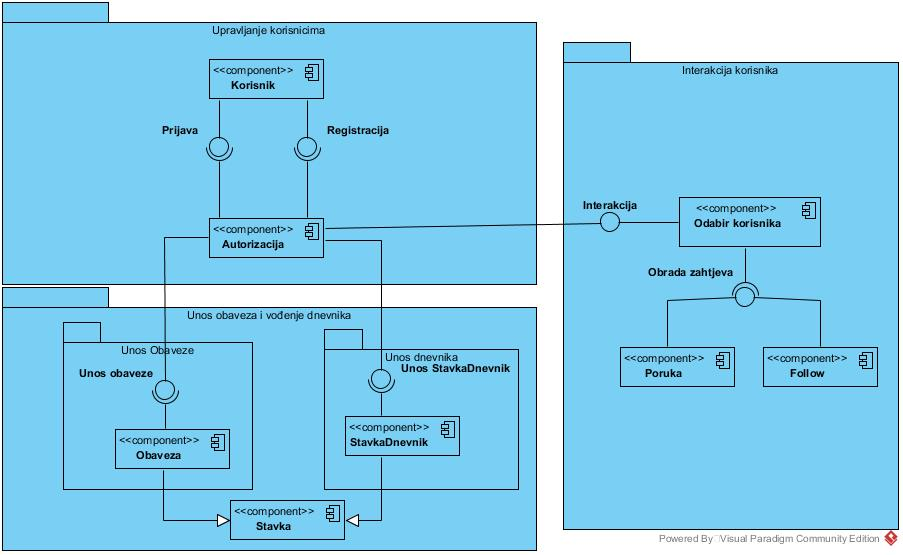 Upravljanje korisnicima
<<component>>
Korisnik
Prijava
Registracija
<<component>>
Autorizacija
Interakcija korisnika
Interakcija
<<component>>
Odabir korisnika
Obrada zahtjeva
<<component>>
Poruka
<<component>>
Follow
Unos obaveza i vođenje dnevnika
Unos Obaveze
Unos obaveze
<<component>>
Obaveza
Unos dnevnika
Unos StavkaDnevnik
<<component>>
StavkaDnevnik
<<component>>
Stavka
Powered By Visual Paradigm Community Edition